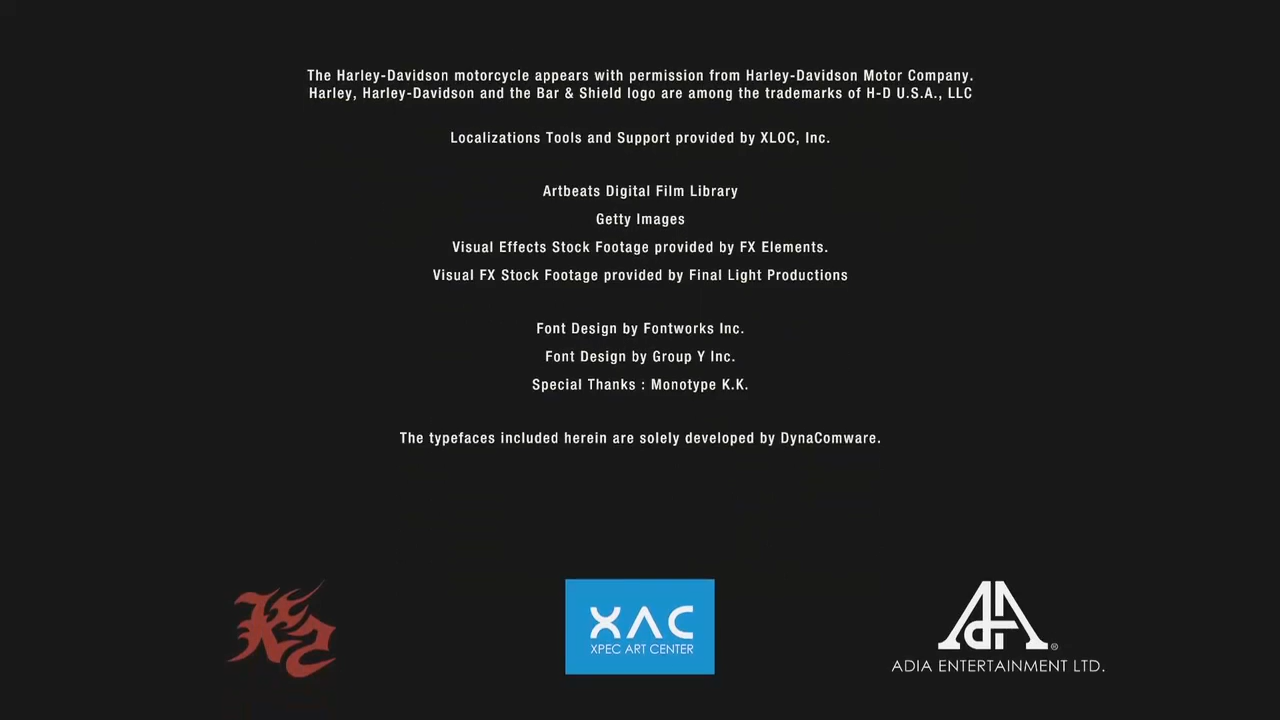 The Harley-Davidson motorcycle appears with permission from Harley-Davidson Motor Company.
Harley, Harley-Davidson and the Bar & Shield logo are among the trademarks of H-D U.S.A., LLC
Localizations Tools and Support provided by XLOC, Inc.
Artbeats Digital Film Library
Getty Images
Visual Effects Stock Footage provided by FX Elements.
Visual FX Stock Footage provided by Final Light Productions
Font Design by Fontworks Inc.
Font Design by Group Y Inc.
Special Thanks : Monotype K.K.
The typefaces included herein are solely developed by DynaComware.
K2
XAC
XPEC ART CENTER
AdiA®
ADIA ENTERTAINMENT LTD.